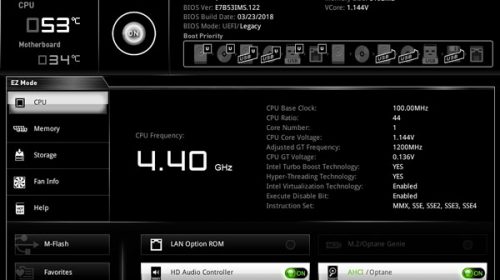 CPU
53°C
Motherboard
034°C
ON
BIOS Ver: E7B53IMS.122
BIOS Build Date: 03/23/2018
BIOS Mode: UEFI/Legacy
Boot Priority
VCore: 1.144V
U
USB
USB
U
U
USB
USB
USB
U
EZ Mode
CPU
Memory
Storage
Fan Info
Help
CPU Frequency:
4.40 GHz
CPU Base Clock: 100.00MHz
CPU Ratio: 44
Core Number: 1
CPU Core Voltage: 1.144V
Adjusted GT Frequency: 1200MHz
CPU GT Voltage: 0.136V
Intel Turbo Boost Technology: YES
Hyper-Threading Technology: YES
Intel Virtualization Technology: Enabled
Execute Disable Bit: Enabled
Instruction Set: MMX, SSE, SSE2, SSE3, SSE4
M-Flash
LAN Option ROM
M.2/Optane Genie
Favorites
HD Audio Controller
ON
AHCI /Optane
ON